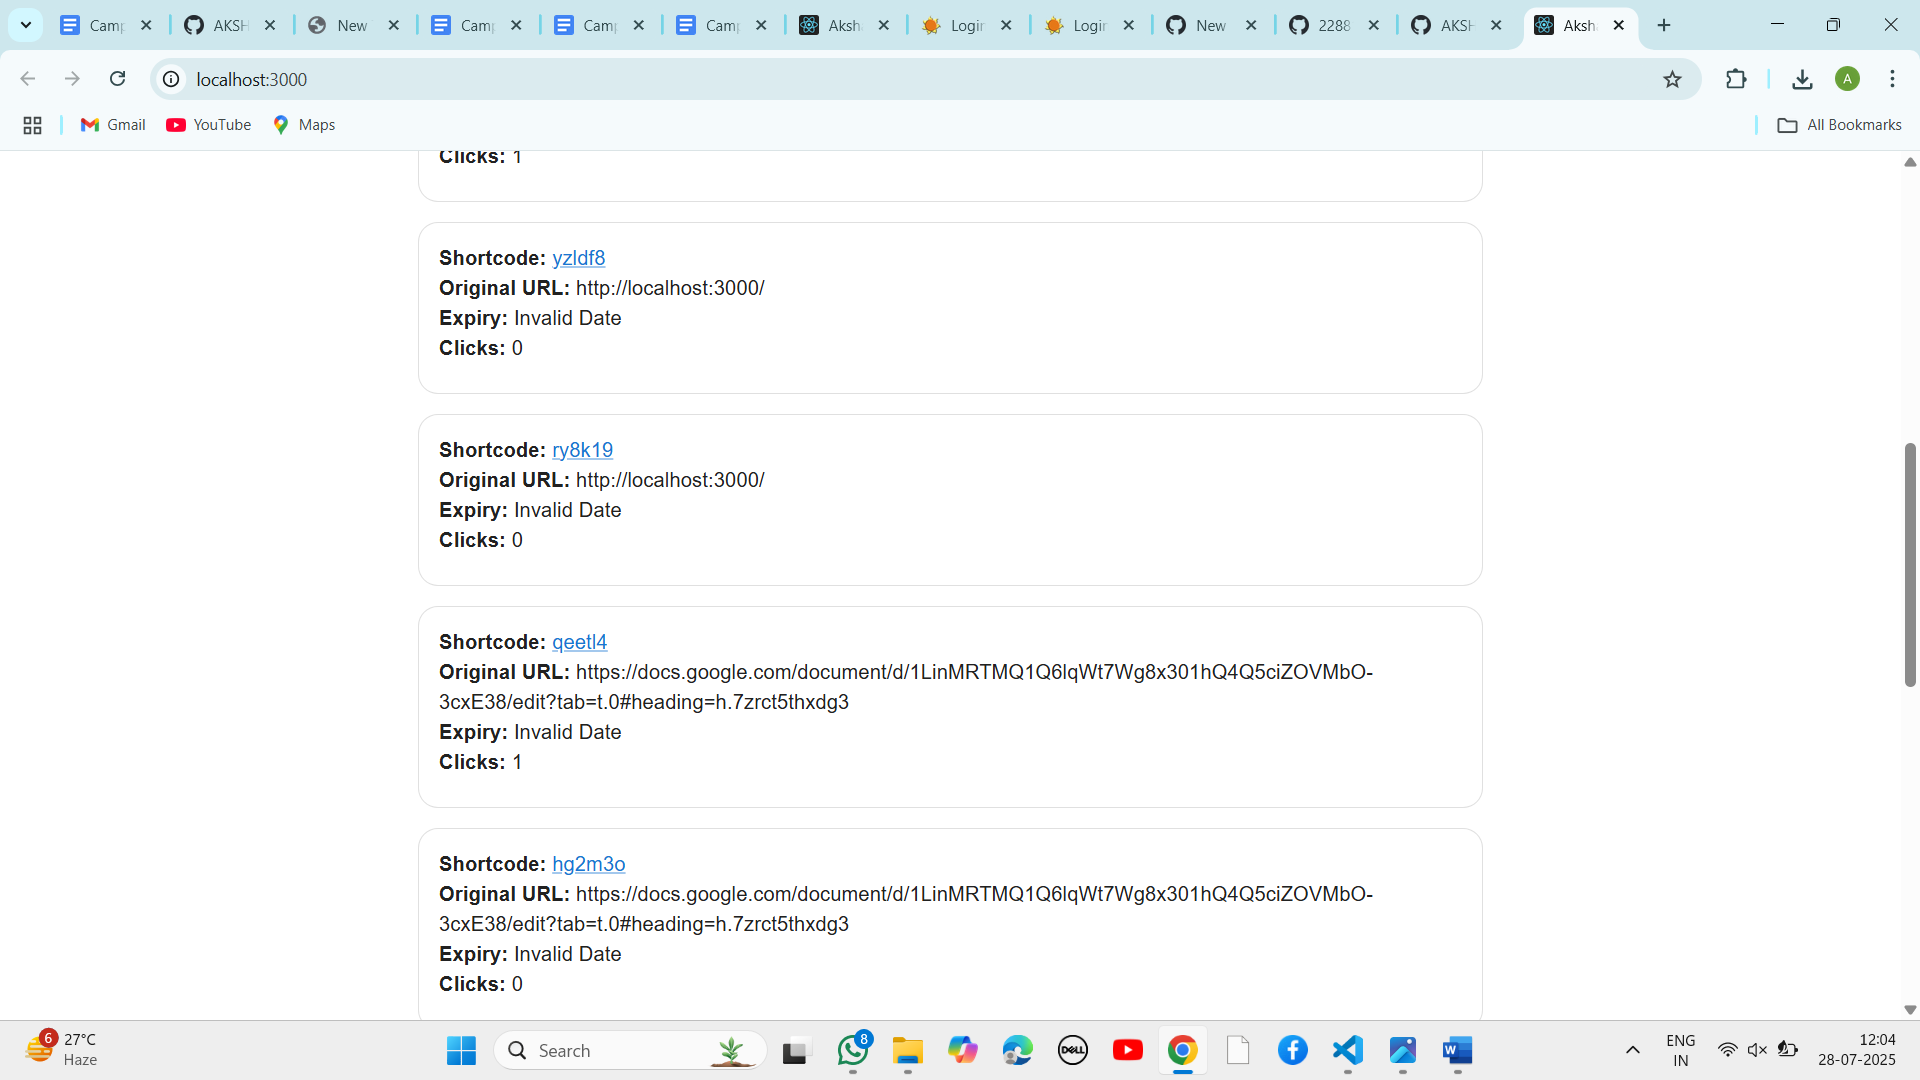 Camp
AKSH
New
Camp
Camp
Camp
Aksha
Login
Login
New
2288
AKSH
Aksha
localhost:3000
A
Gmail
YouTube
Maps
All Bookmarks
Clicks: 1
Shortcode: yzldf8
Original URL: http://localhost:3000/
Expiry: Invalid Date
Clicks: 0
Shortcode: ry8k19
Original URL: http://localhost:3000/
Expiry: Invalid Date
Clicks: 0
Shortcode: qeetl4
Original URL: https://docs.google.com/document/d/1LinMRTMQ1Q6lqWt7Wg8x301hQ4Q5ciZOVMbO-
3cxE38/edit?tab=t.0#heading=h.7zrct5thxdg3
Expiry: Invalid Date
Clicks: 1
Shortcode: hg2m3o
Original URL: https://docs.google.com/document/d/1LinMRTMQ1Q6lqWt7Wg8x301hQ4Q5ciZOVMbO-
3cxE38/edit?tab=t.0#heading=h.7zrct5thxdg3
Expiry: Invalid Date
Clicks: 0
6
27°C
Haze
Search
8
DELL
W
ENG
IN
12:04
28-07-2025